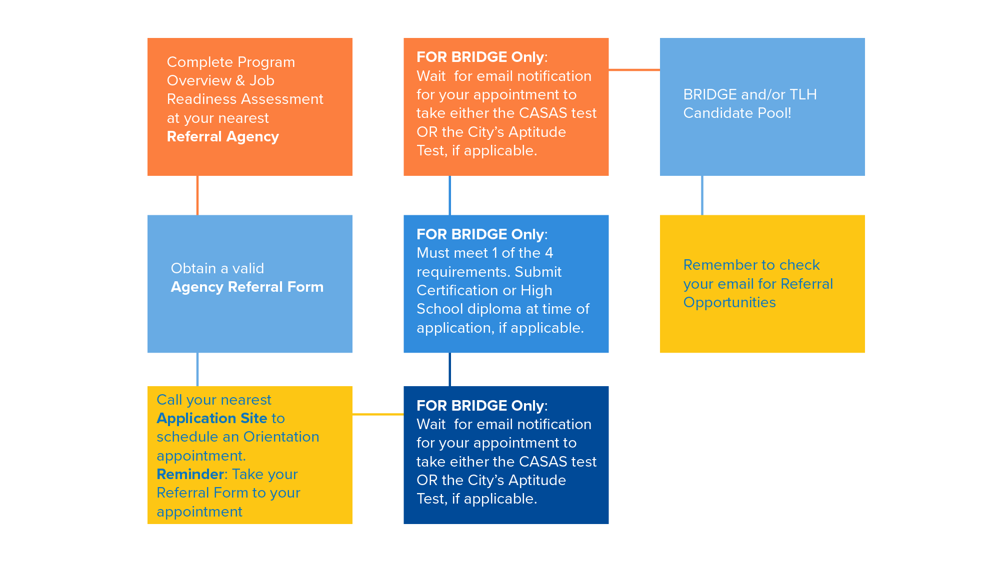 Complete Program
Overview & Job
Readiness Assessment
at your nearest
Referral Agency
Obtain a valid
Agency Referral Form
Call your nearest
Application Site to
schedule an Orientation
appointment.
Reminder: Take your
Referral Form to your
appointment
FOR BRIDGE Only:
Wait  for email notification
for your appointment to
take either the CASAS test
OR the City’s Aptitude
Test, if applicable.
FOR BRIDGE Only:
Must meet 1 of the 4
requirements. Submit
Certification or High
School diploma at time of
application, if applicable.
FOR BRIDGE Only:
Wait  for email notification
for your appointment to
take either the CASAS test
OR the City’s Aptitude
Test, if applicable.
BRIDGE and/or TLH
Candidate Pool!
Remember to check
your email for Referral
Opportunities